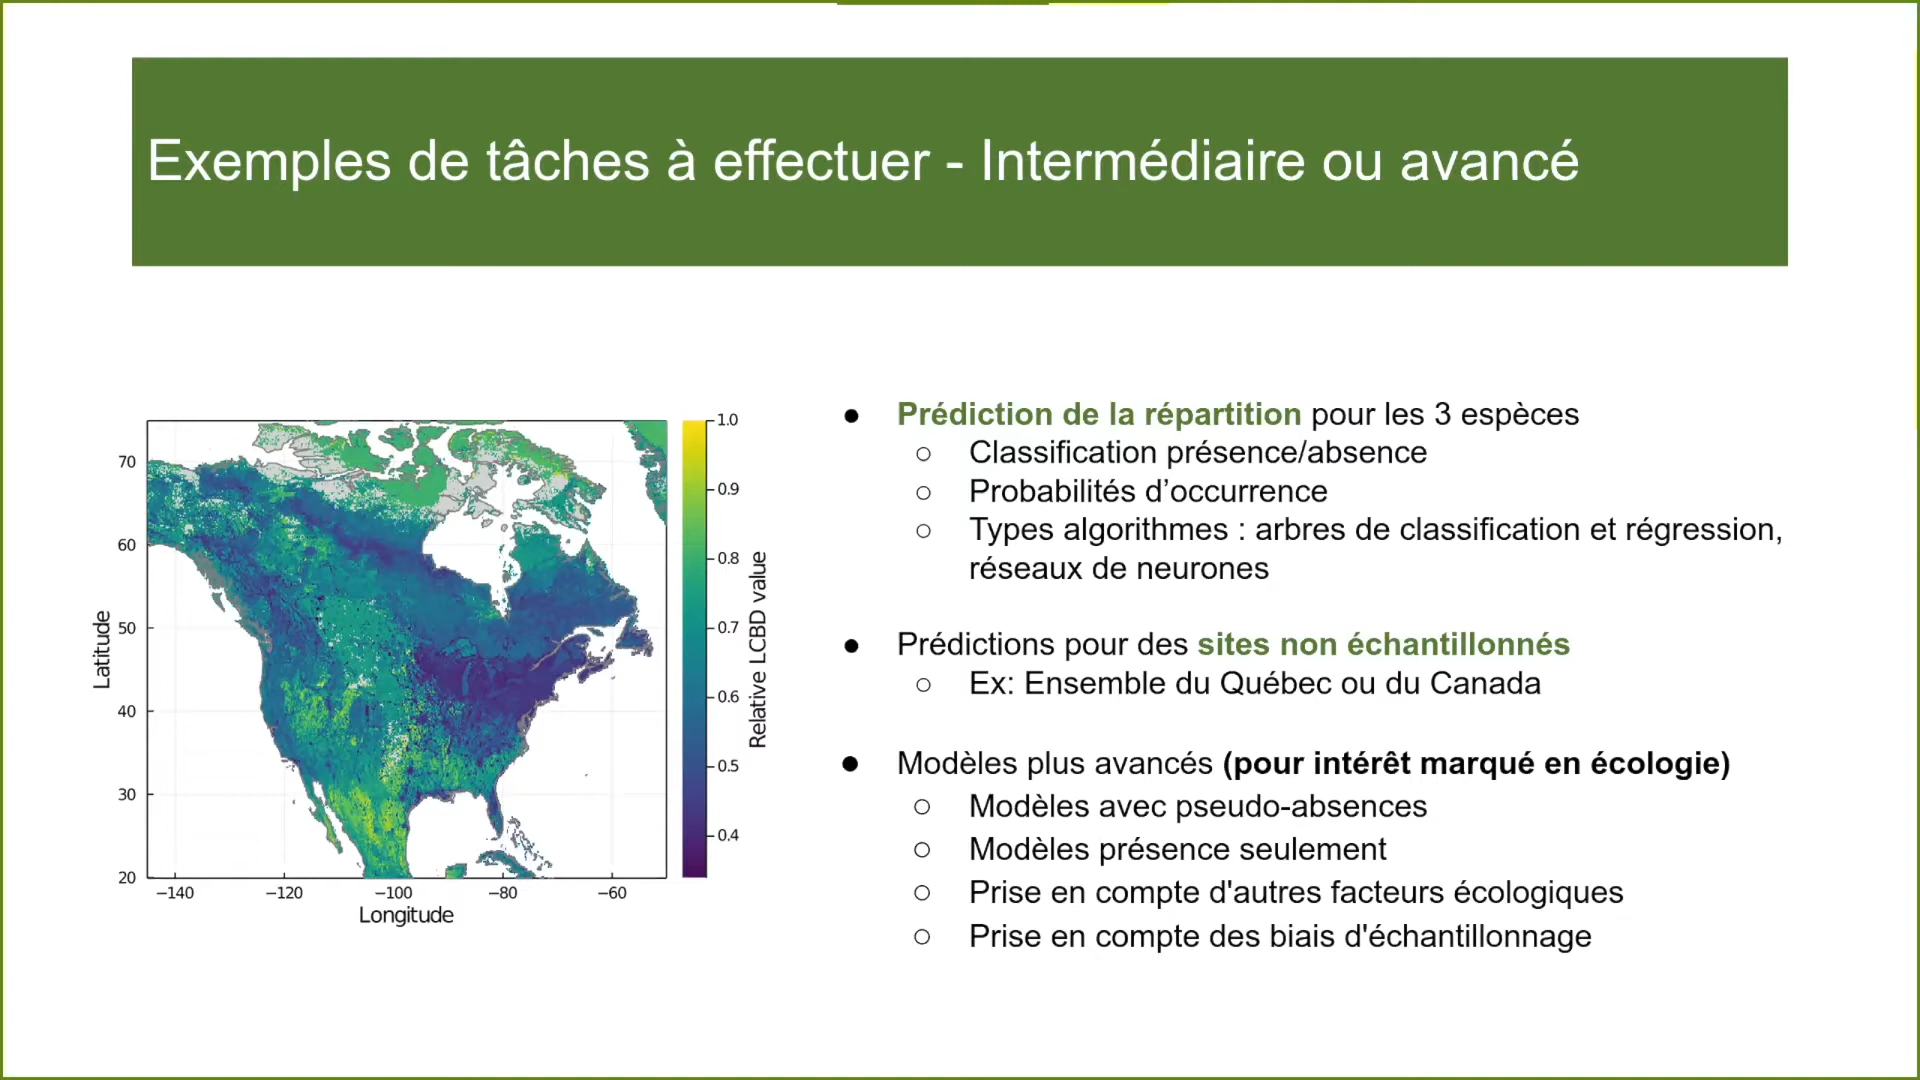 Exemples de tâches à effectuer - Intermédiaire ou avancé
70
60
50
40
30
20
Latitude
−140
−120
−100
−80
−60
Longitude
1.0
0.9
0.8
0.7
0.6
0.5
0.4
Relative LCBD value
● Prédiction de la répartition pour les 3 espèces
○ Classification présence/absence
○ Probabilités d’occurrence
○ Types algorithmes : arbres de classification et régression,
réseaux de neurones
● Prédictions pour des sites non échantillonnés
○ Ex: Ensemble du Québec ou du Canada
● Modèles plus avancés (pour intérêt marqué en écologie)
○ Modèles avec pseudo-absences
○ Modèles présence seulement
○ Prise en compte d'autres facteurs écologiques
○ Prise en compte des biais d'échantillonnage